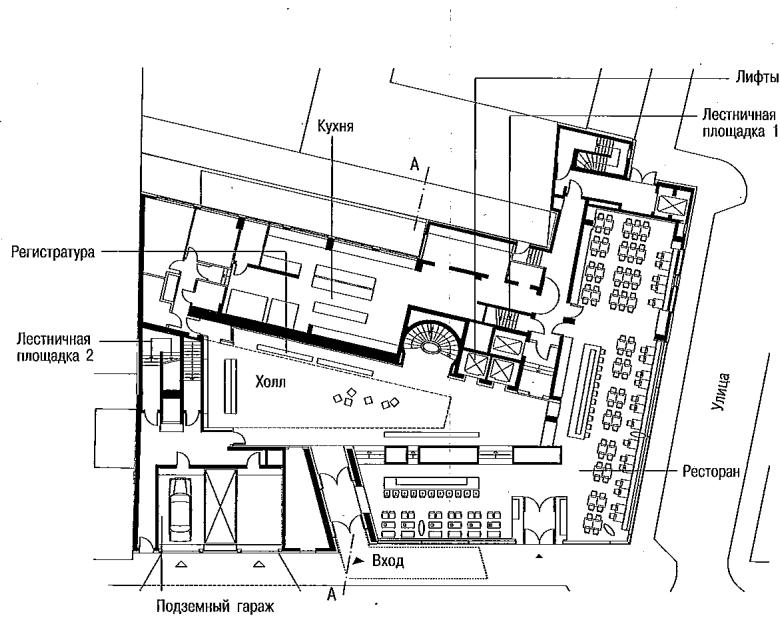 Лифты
Лестничная
площадка 1
Кухня
А
Регистратура
Лестничная
площадка 2
Холл
Улица
Ресторан
Вход
А
Подземный гараж